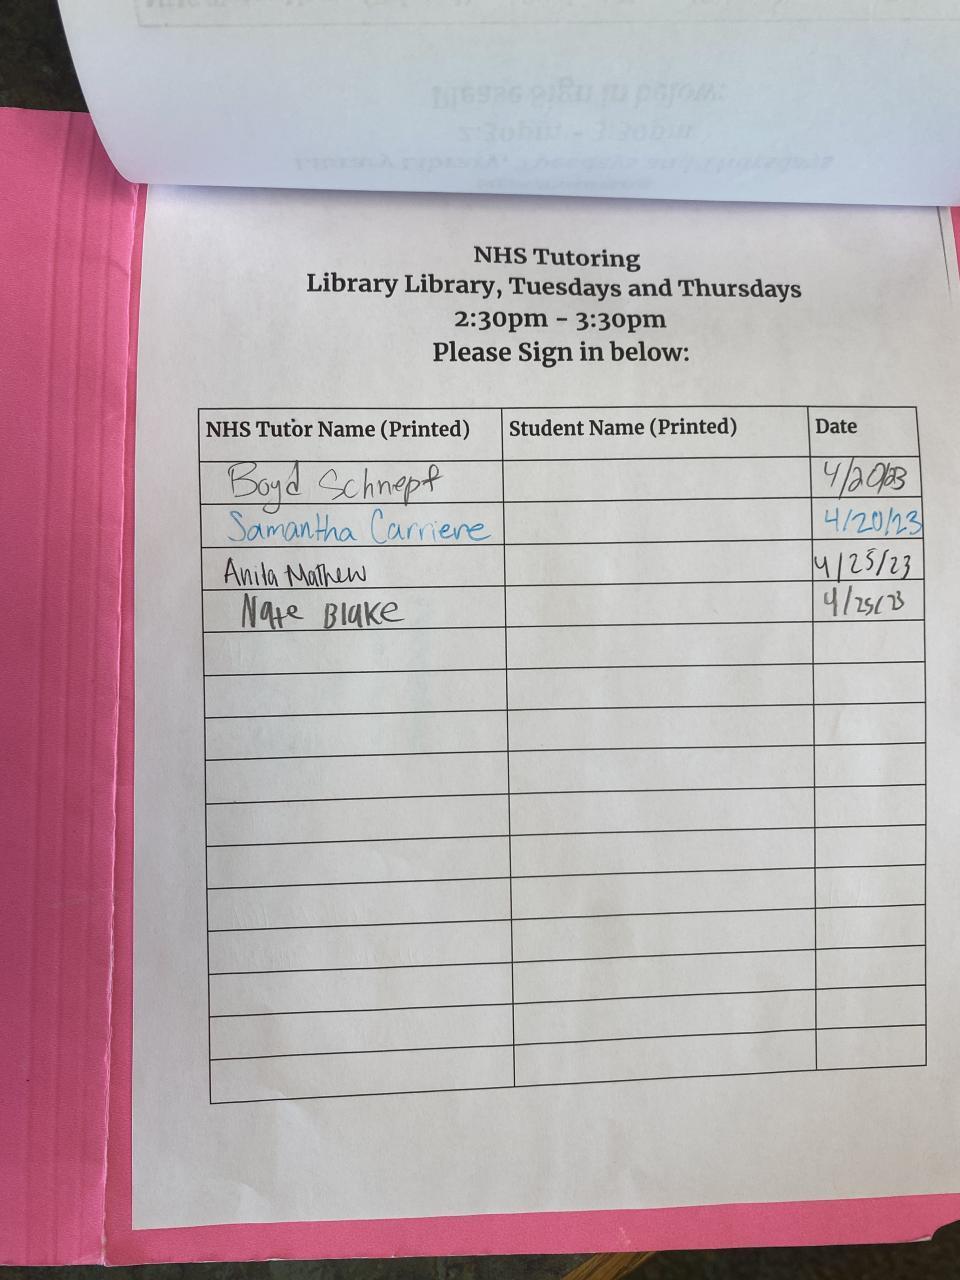 NHS Tutoring
Library Library, Tuesdays and Thursdays
2:30pm - 3:30pm
Please Sign in below:
NHS Tutor Name (Printed) Student Name (Printed) Date
Boyd Schnepf 4/20/23
Samantha Carriere 4/20/23
Anila Mathew 4/25/23
Nate Blake 4/25/23